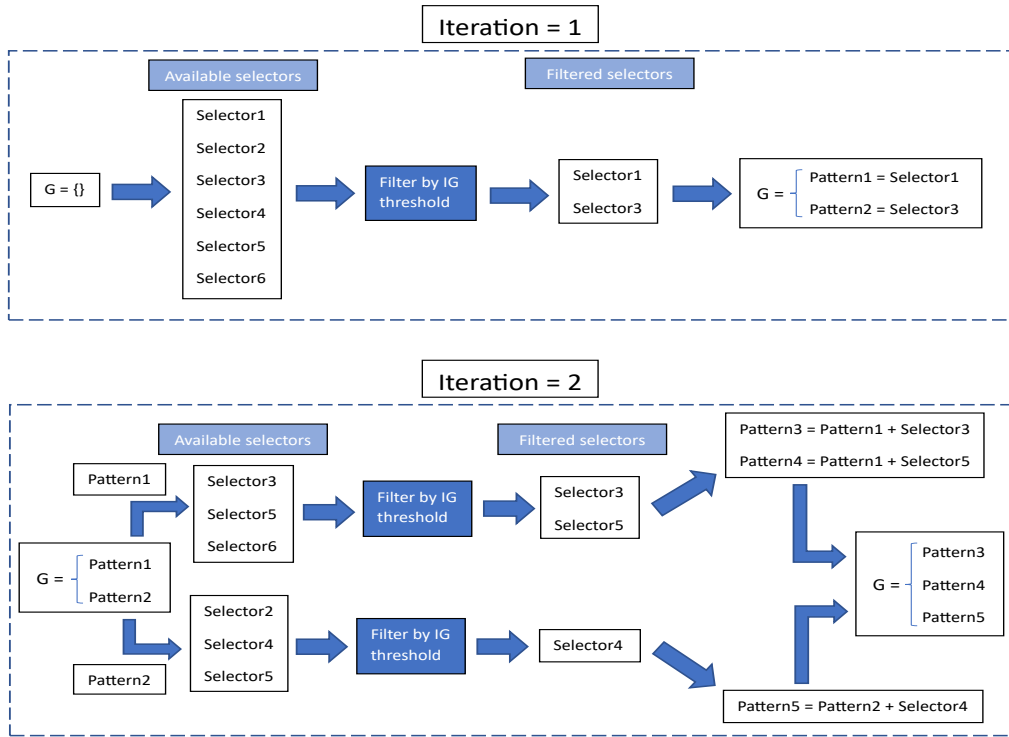 Iteration = 1
Available selectors
Filtered selectors
G = {}
Selector1
Selector2
Selector3
Selector4
Selector5
Selector6
Filter by IG
threshold
Selector1
Selector3
G =
Pattern1 = Selector1
Pattern2 = Selector3
Iteration = 2
Available selectors
Filtered selectors
Pattern1
G =
Pattern1
Pattern2
Pattern2
Selector3
Selector5
Selector6
Filter by IG
threshold
Selector3
Selector5
Pattern3 = Pattern1 + Selector3
Pattern4 = Pattern1 + Selector5
Selector2
Selector4
Selector5
Filter by IG
threshold
Selector4
Pattern5 = Pattern2 + Selector4
G =
Pattern3
Pattern4
Pattern5